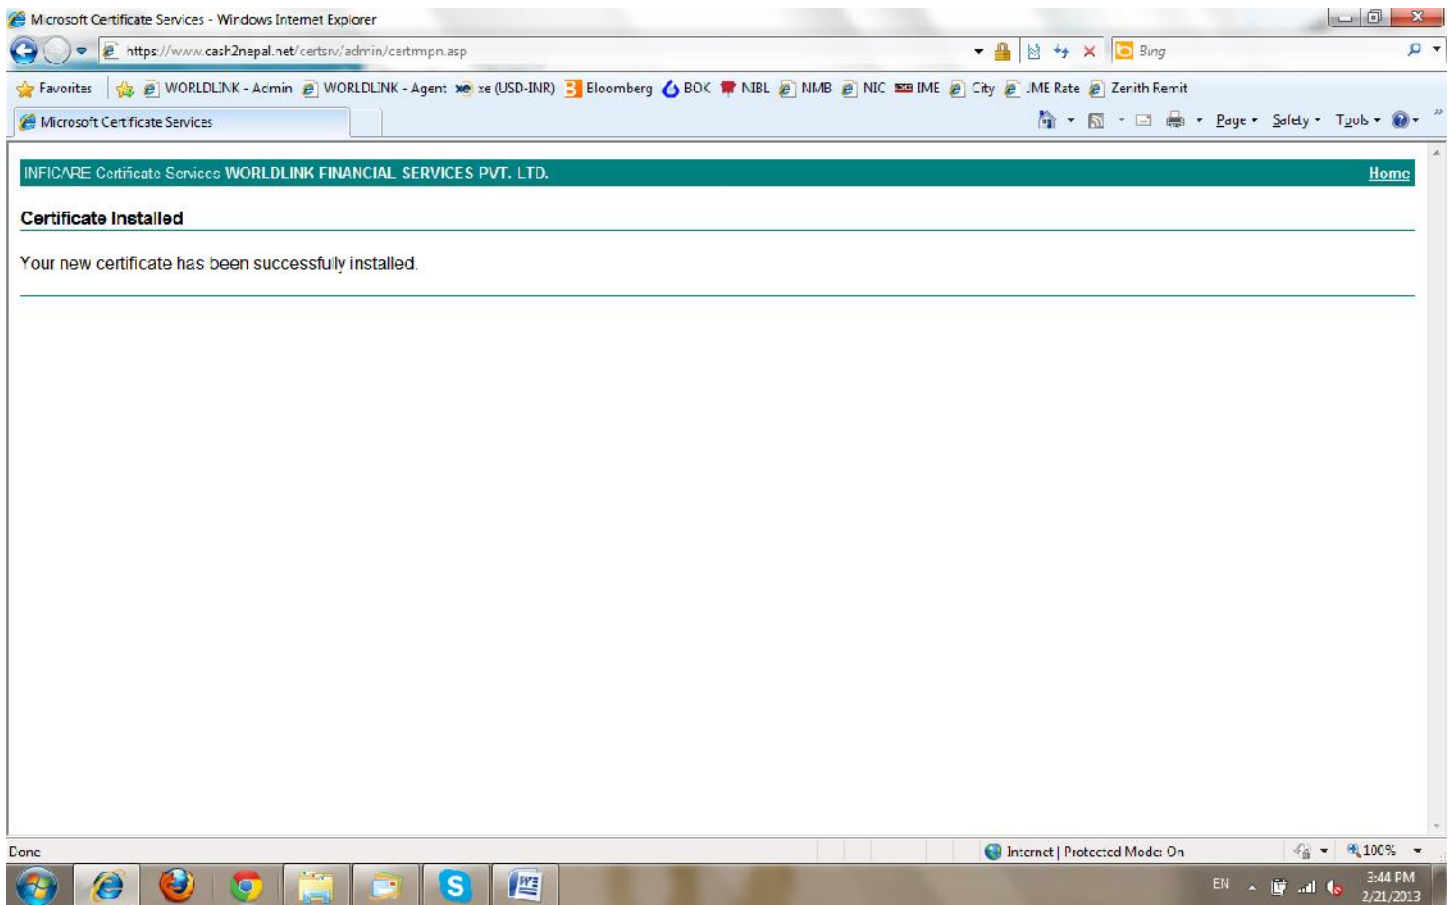 Microsoft Certificate Services - Windows Internet Explorer
https://www.cash2nepal.net/certsrv/admin/certrmpn.asp
Bing
Favorites WORLDLINK - Admin WORLDLINK - Agent xe xe (USD-INR) Bloomberg BOK NIBL NMB NIC IME City JME Rate Zenith Remit
Microsoft Certificate Services Page Safety Tools
INFICARE Certificate Services WORLDLINK FINANCIAL SERVICES PVT. LTD. Home
Certificate Installed
Your new certificate has been successfully installed.
Done Internet | Protected Mode: On 100%
EN 3:44 PM
2/21/2013